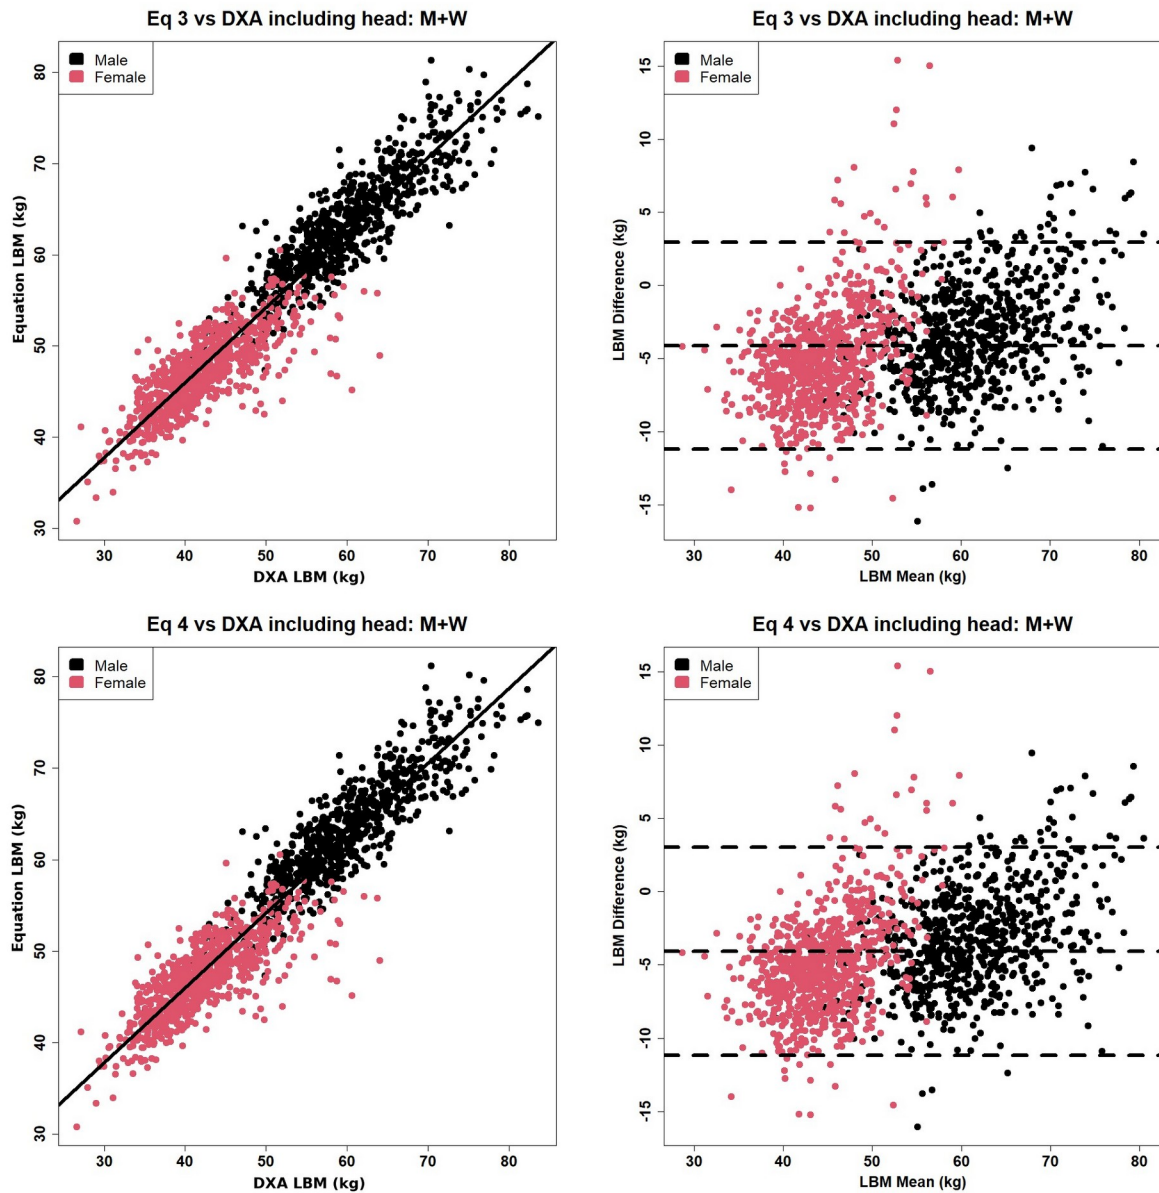 Eq 3 vs DXA including head: M+W
Male
Female
80
70
60
50
40
30
Equation LBM (kg)
30 40 50 60 70 80
DXA LBM (kg)
Eq 3 vs DXA including head: M+W
Male
Female
15
10
5
0
-5
-10
-15
LBM Difference (kg)
30 40 50 60 70 80
LBM Mean (kg)
Eq 4 vs DXA including head: M+W
Male
Female
80
70
60
50
40
30
Equation LBM (kg)
30 40 50 60 70 80
DXA LBM (kg)
Eq 4 vs DXA including head: M+W
Male
Female
15
10
5
0
-5
-10
-15
LBM Difference (kg)
30 40 50 60 70 80
LBM Mean (kg)